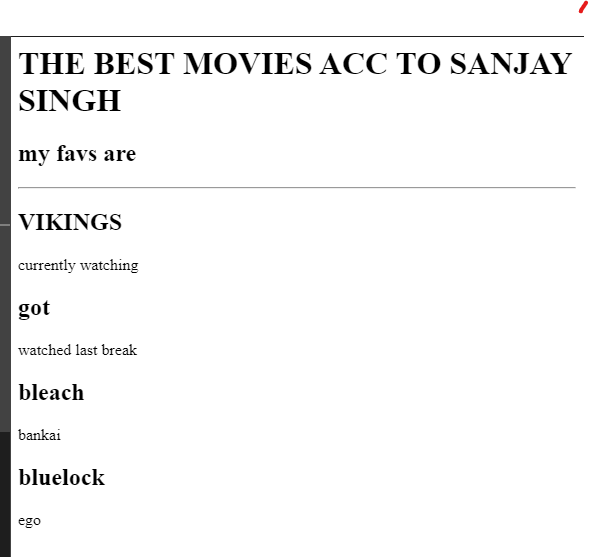 THE BEST MOVIES ACC TO SANJAY
SINGH
my favs are
VIKINGS
currently watching
got
watched last break
bleach
bankai
bluelock
ego